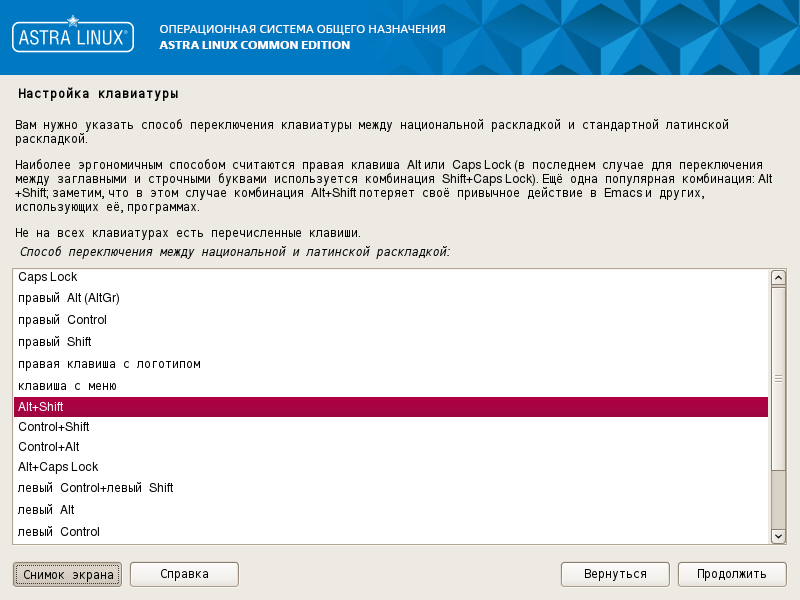 ASTRA LINUX®
ОПЕРАЦИОННАЯ СИСТЕМА ОБЩЕГО НАЗНАЧЕНИЯ
ASTRA LINUX COMMON EDITION
Настройка клавиатуры
Вам нужно указать способ переключения клавиатуры между национальной раскладкой и стандартной латинской
раскладкой.
Наиболее эргономичным способом считаются правая клавиша Alt или Caps Lock (в последнем случае для переключения
между заглавными и строчными буквами используется комбинация Shift+Caps Lock). Ещё одна популярная комбинация: Alt
+Shift; заметим, что в этом случае комбинация Alt+Shift потеряет своё привычное действие в Emacs и других,
использующих её, программах.
Не на всех клавиатурах есть перечисленные клавиши.
Способ переключения между национальной и латинской раскладкой:
Caps Lock
правый Alt (AltGr)
правый Control
правый Shift
правая клавиша с логотипом
клавиша с меню
Alt+Shift
Control+Shift
Control+Alt
Alt+Caps Lock
левый Control+левый Shift
левый Alt
левый Control
Снимок экрана
Справка
Вернуться
Продолжить